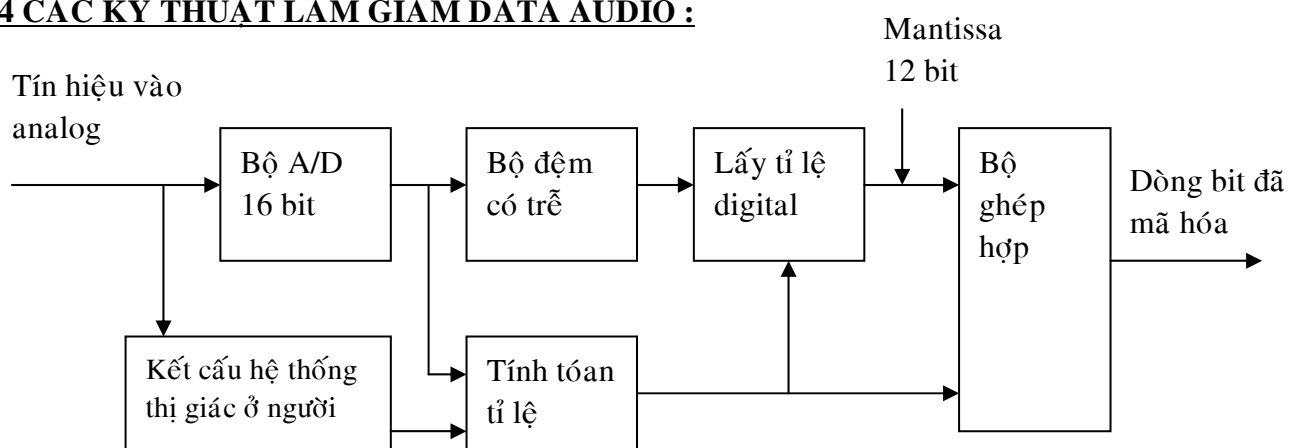 4 CÁC KỸ THUẬT LÀM GIẢM DATA AUDIO :
Mantissa
12 bit
Tín hiệu vào
analog
Bộ A/D
16 bit
Bộ đệm
có trễ
Lấy tỉ lệ
digital
Bộ
ghép
hợp
Dòng bit đã
mã hóa
Kết cấu hệ thống
thị giác ở người
Tính tóan
tỉ lệ